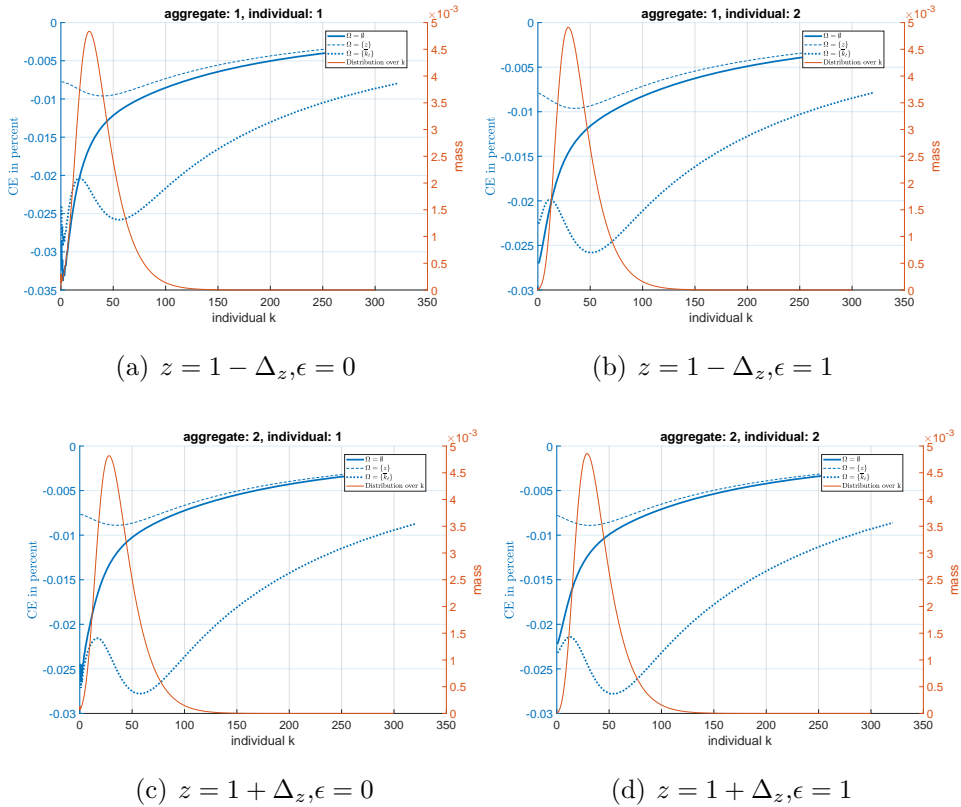 aggregate: 1, individual: 1
×10⁻³
0
-0.005
-0.01
-0.015
-0.02
-0.025
-0.03
-0.035
CE in percent
Ω = ∅
Ω = {z}
Ω = {k̄ₜ}
Distribution over k
5
4.5
4
3.5
3
2.5
2
1.5
1
0.5
0
mass
0 50 100 150 200 250 300 350
individual k
(a) z = 1 − Δ_z,ϵ = 0
aggregate: 1, individual: 2
×10⁻³
0
-0.005
-0.01
-0.015
-0.02
-0.025
-0.03
CE in percent
Ω = ∅
Ω = {z}
Ω = {k̄ₜ}
Distribution over k
5
4.5
4
3.5
3
2.5
2
1.5
1
0.5
0
mass
0 50 100 150 200 250 300 350
individual k
(b) z = 1 − Δ_z,ϵ = 1
aggregate: 2, individual: 1
×10⁻³
0
-0.005
-0.01
-0.015
-0.02
-0.025
-0.03
CE in percent
Ω = ∅
Ω = {z}
Ω = {k̄ₜ}
Distribution over k
5
4.5
4
3.5
3
2.5
2
1.5
1
0.5
0
mass
0 50 100 150 200 250 300 350
individual k
(c) z = 1 + Δ_z,ϵ = 0
aggregate: 2, individual: 2
×10⁻³
0
-0.005
-0.01
-0.015
-0.02
-0.025
-0.03
CE in percent
Ω = ∅
Ω = {z}
Ω = {k̄ₜ}
Distribution over k
5
4.5
4
3.5
3
2.5
2
1.5
1
0.5
0
mass
0 50 100 150 200 250 300 350
individual k
(d) z = 1 + Δ_z,ϵ = 1